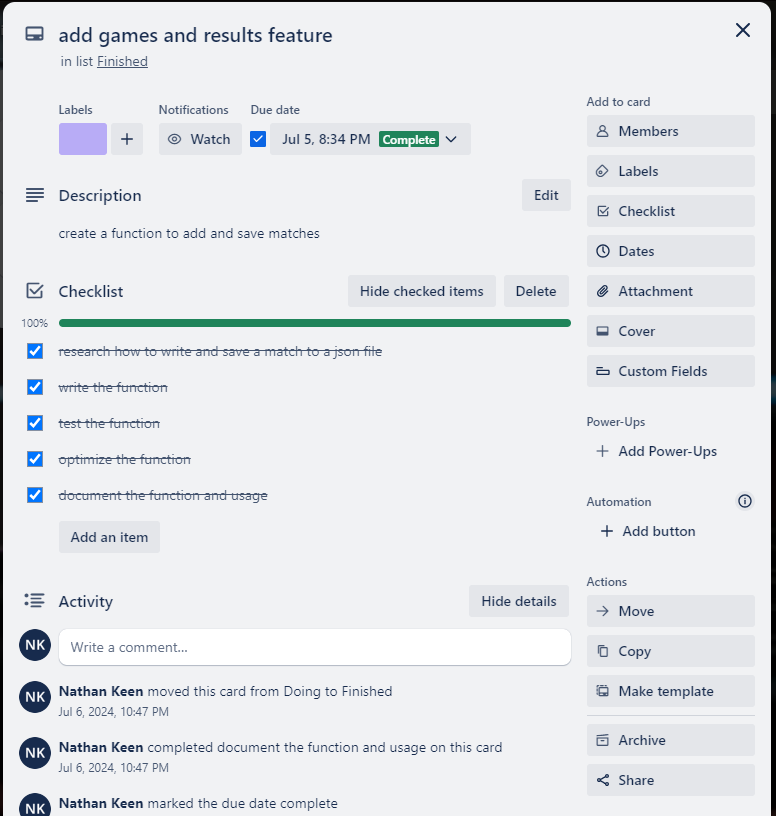 add games and results feature
in list Finished
Labels
Notifications
Due date
Watch
Jul 5, 8:34 PM Complete
Description
Edit
create a function to add and save matches
Checklist
Hide checked items
Delete
100%
research how to write and save a match to a json file
write the function
test the function
optimize the function
document the function and usage
Add an item
Activity
Hide details
NK
Write a comment...
NK
Nathan Keen moved this card from Doing to Finished
Jul 6, 2024, 10:47 PM
NK
Nathan Keen completed document the function and usage on this card
Jul 6, 2024, 10:47 PM
NK
Nathan Keen marked the due date complete
Add to card
Members
Labels
Checklist
Dates
Attachment
Cover
Custom Fields
Power-Ups
+ Add Power-Ups
Automation
+ Add button
Actions
Move
Copy
Make template
Archive
Share